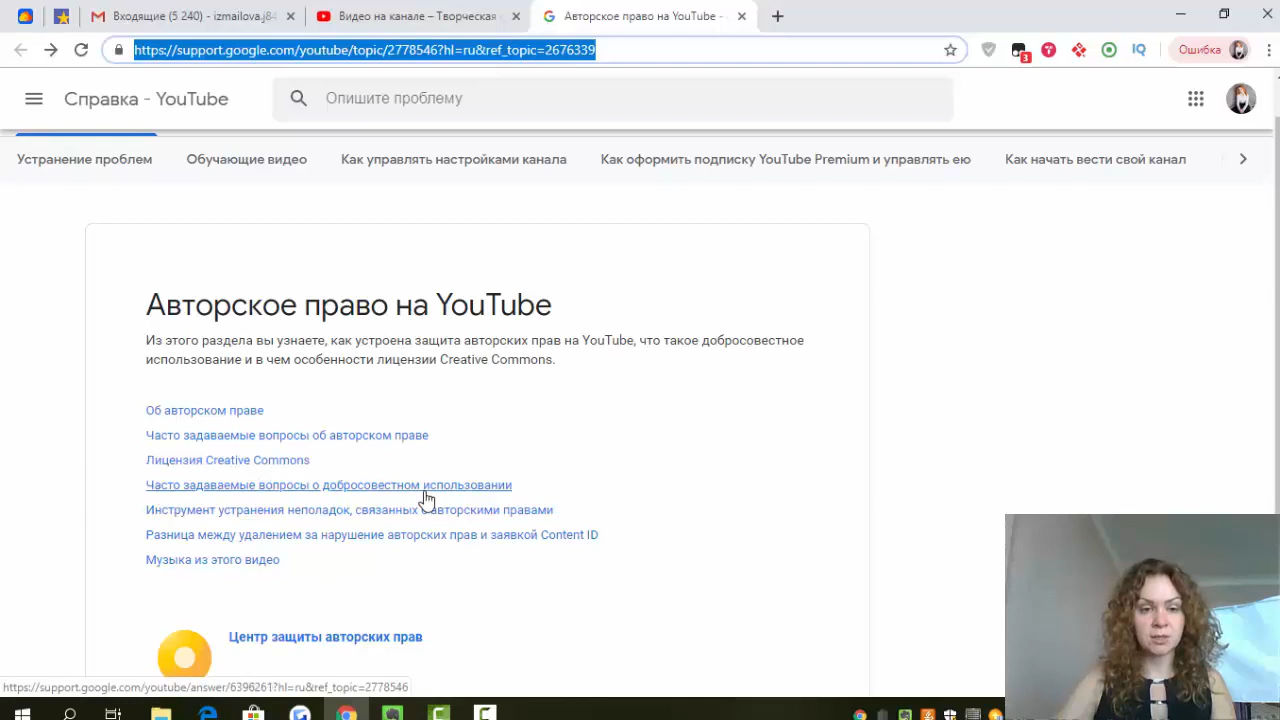 Входящие (5 240) - izmailova.j84
Видео на канале – Творческая
Авторское право на YouTube -
https://support.google.com/youtube/topic/2778546?hl=ru&ref_topic=2676339
3
IQ
Ошибка
Справка - YouTube
Опишите проблему
Устранение проблем
Обучающие видео
Как управлять настройками канала
Как оформить подписку YouTube Premium и управлять ею
Как начать вести свой канал
Авторское право на YouTube
Из этого раздела вы узнаете, как устроена защита авторских прав на YouTube, что такое добросовестное
использование и в чем особенности лицензии Creative Commons.
Об авторском праве
Часто задаваемые вопросы об авторском праве
Лицензия Creative Commons
Часто задаваемые вопросы о добросовестном использовании
Инструмент устранения неполадок, связанных с авторскими правами
Разница между удалением за нарушение авторских прав и заявкой Content ID
Музыка из этого видео
Центр защиты авторских прав
https://support.google.com/youtube/answer/6396261?hl=ru&ref_topic=2778546